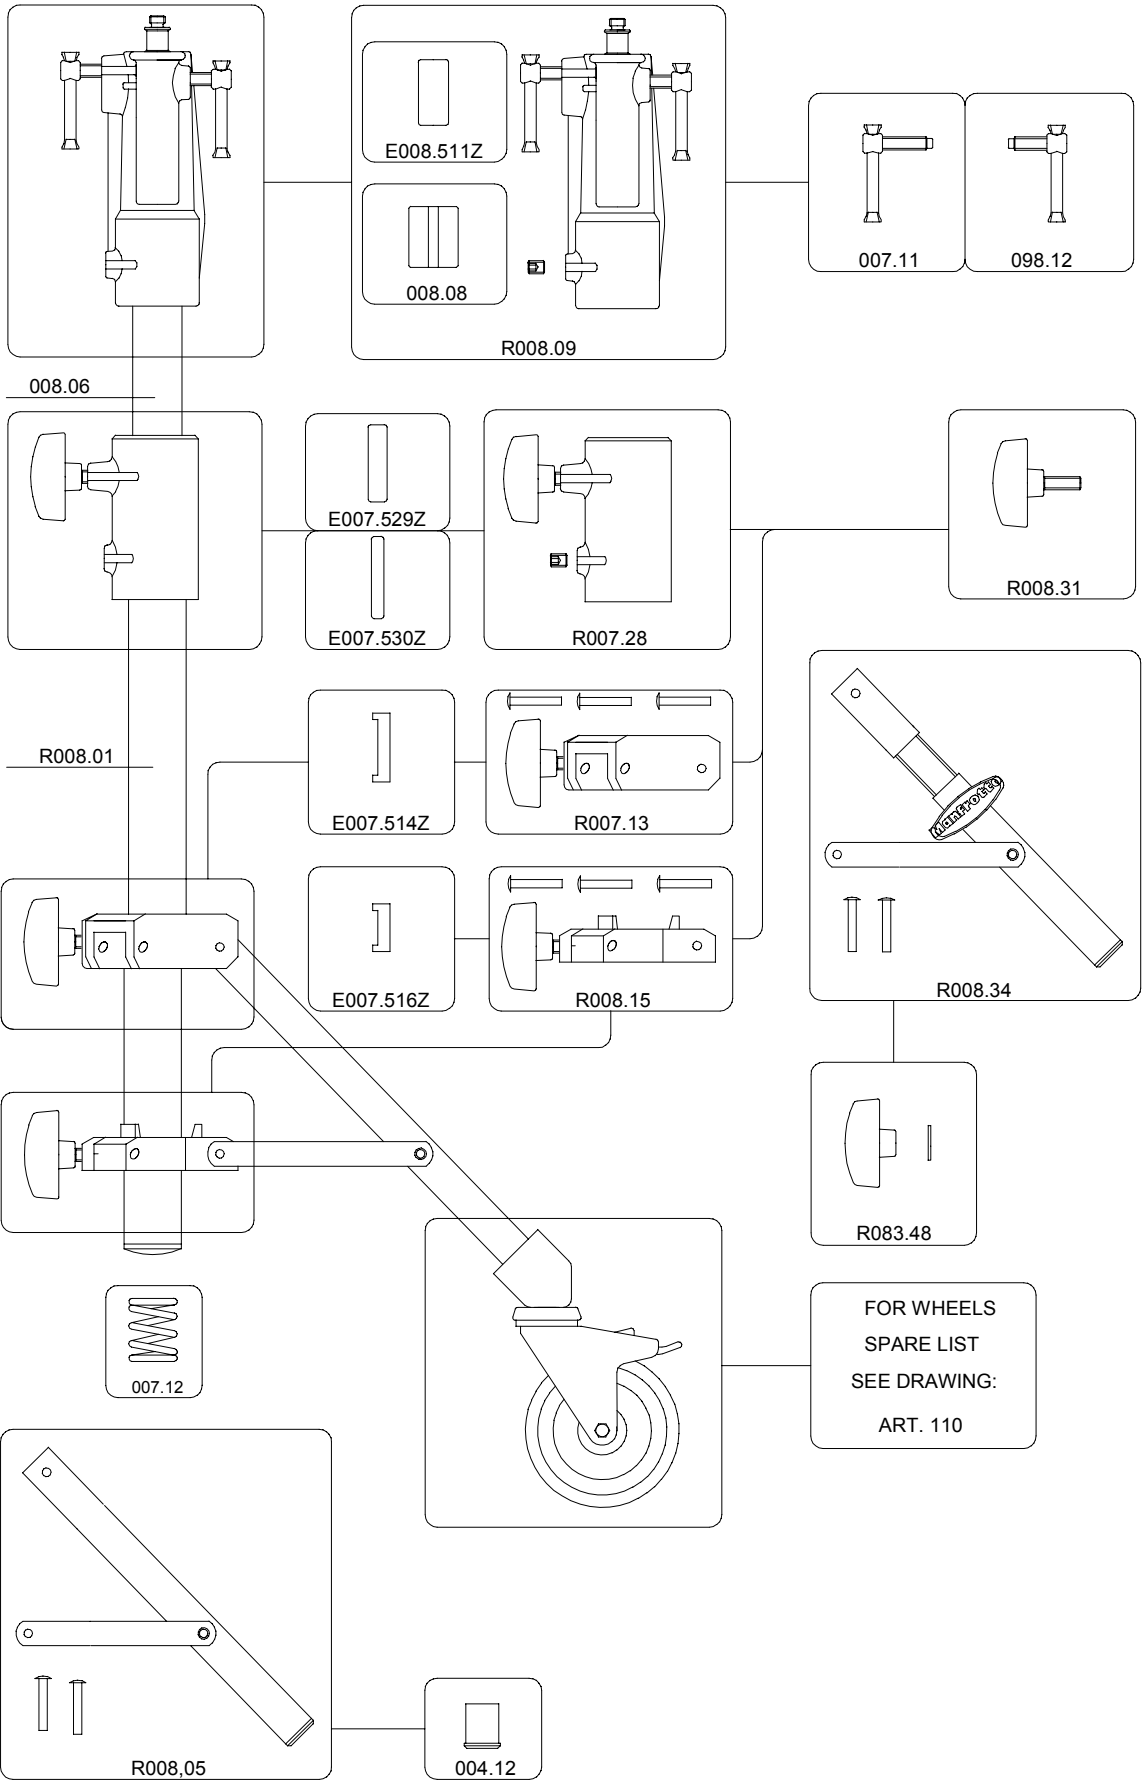 E008.511Z
008.08
R008.09
007.11
098.12
008.06
E007.529Z
E007.530Z
R007.28
R008.31
R008.01
E007.514Z
R007.13
Manfrotto
E007.516Z
R008.15
R008.34
R083.48
007.12
FOR WHEELS
SPARE LIST
SEE DRAWING:
ART. 110
R008,05
004.12